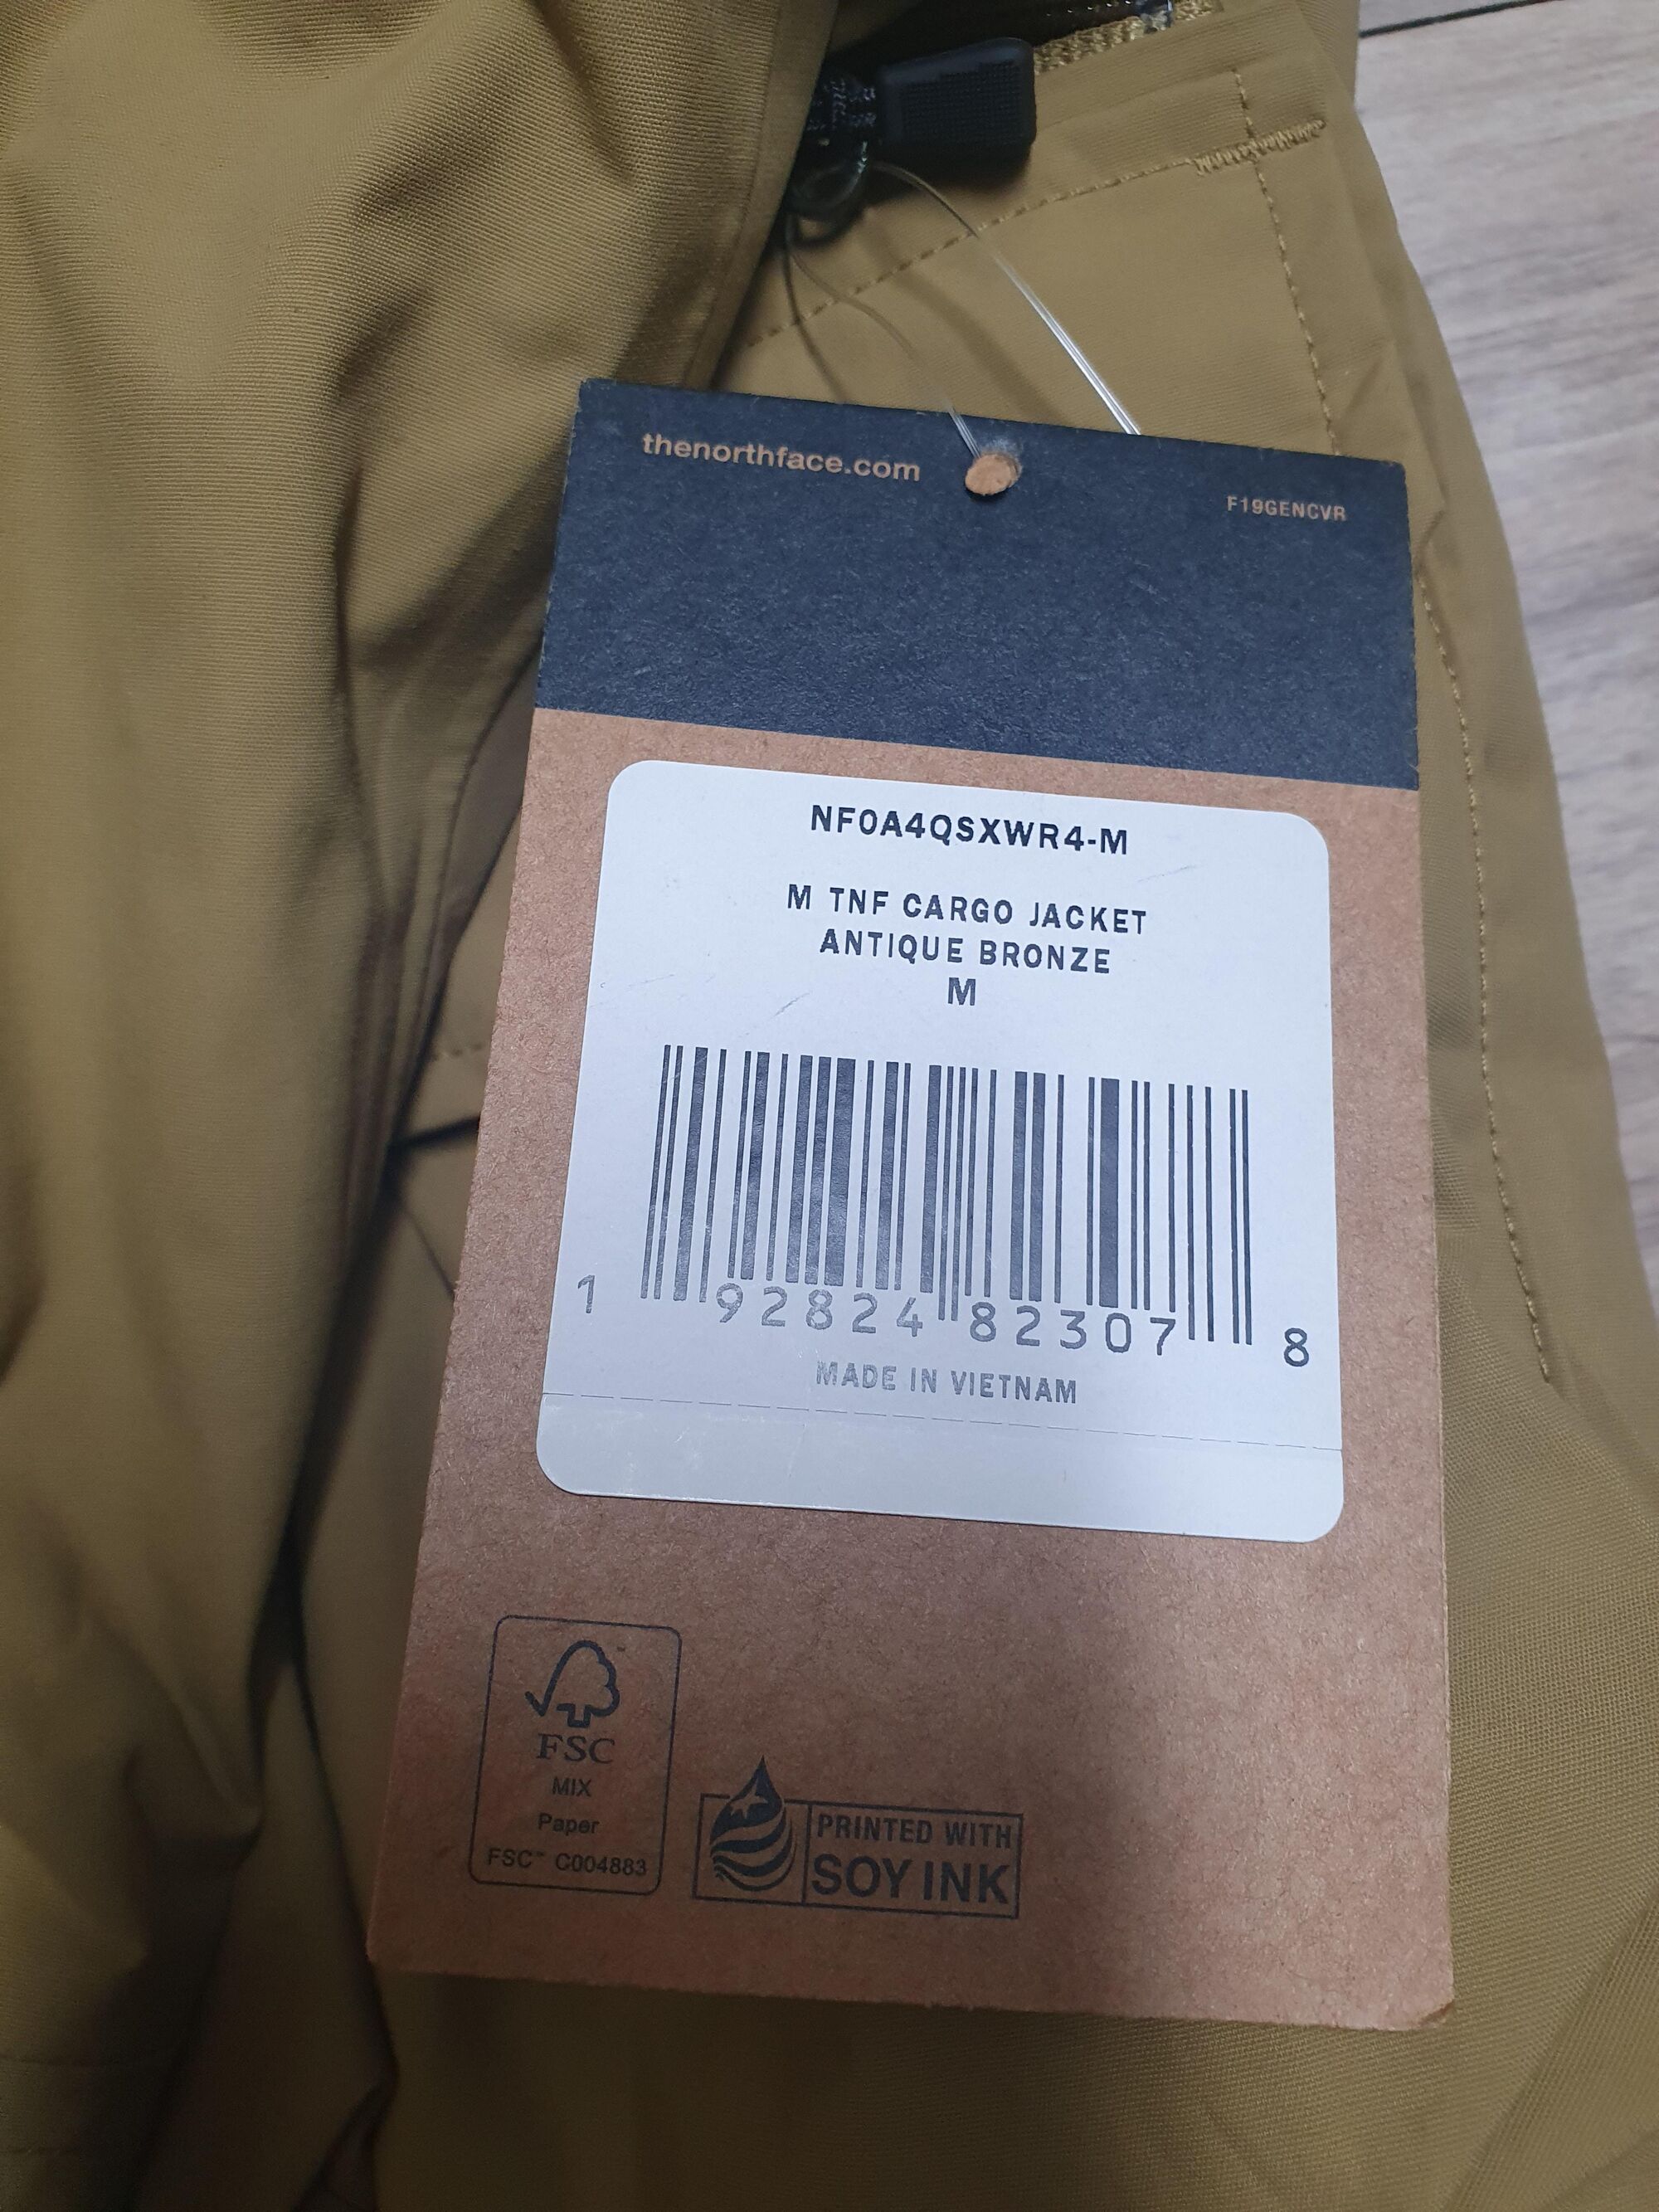 thenorthface.com
F19GENCVR
NF0A4QSXWR4-M
M TNF CARGO JACKET
ANTIQUE BRONZE
M
1 92824 82307 8
MADE IN VIETNAM
FSC
MIX
Paper
FSC™ C004883
PRINTED WITH
SOY INK